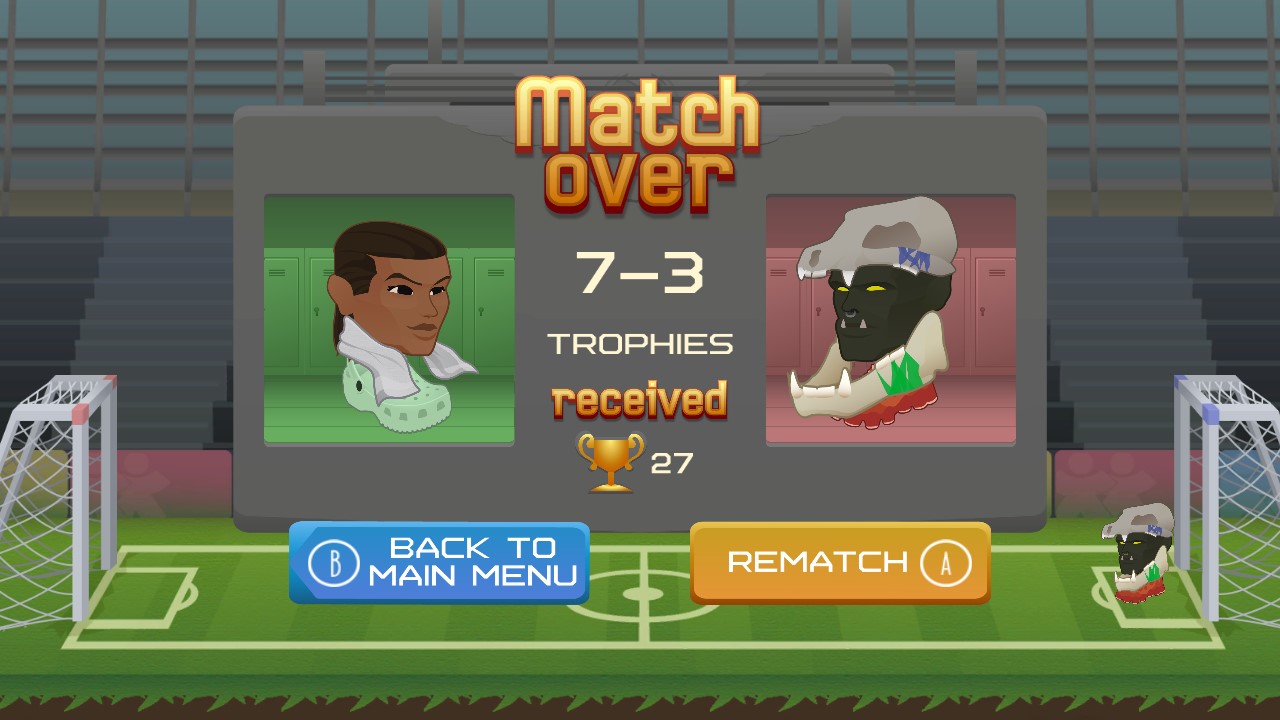 Match
over
7–3
TROPHIES
received
27
B BACK TO
MAIN MENU
REMATCH A